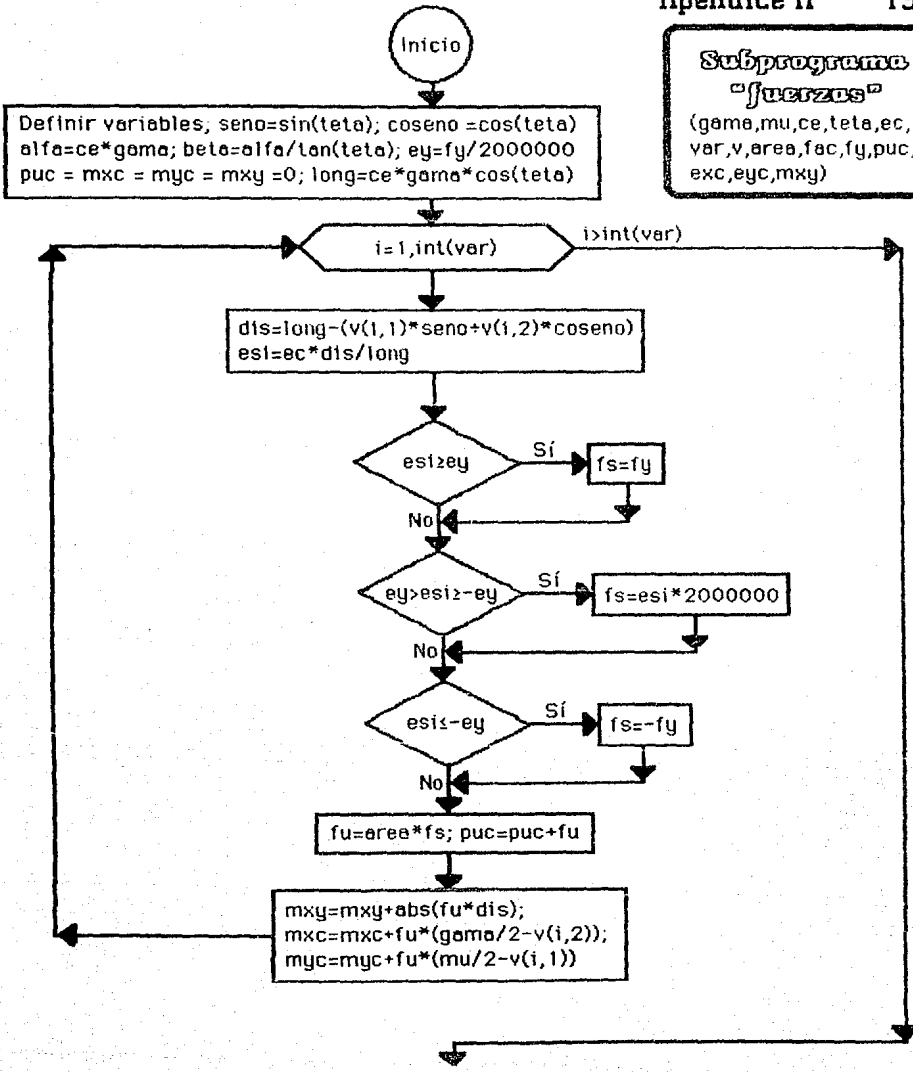 Apéndice A
Inicio
Subprograma
"fuerzas"
(gama,mu,ce,teta,ec,
var,v,area,fac,fy,puc,
exc,eyc,mxy)
Definir variables; seno=sin(teta); coseno =cos(teta)
alfa=ce*gama; beta=alfa/tan(teta); ey=fy/2000000
puc = mxc = myc = mxy =0; long=ce*gama*cos(teta)
i=1,int(var)
i>int(var)
dis=long-(v(i,1)*seno+v(i,2)*coseno)
esi=ec*dis/long
esi≥ey
Sí
fs=fy
No
ey>esi≥-ey
Sí
fs=esi*2000000
No
esi≤-ey
Sí
fs=-fy
No
fu=area*fs; puc=puc+fu
mxy=mxy+abs(fu*dis);
mxc=mxc+fu*(gama/2-v(i,2));
myc=myc+fu*(mu/2-v(i,1))